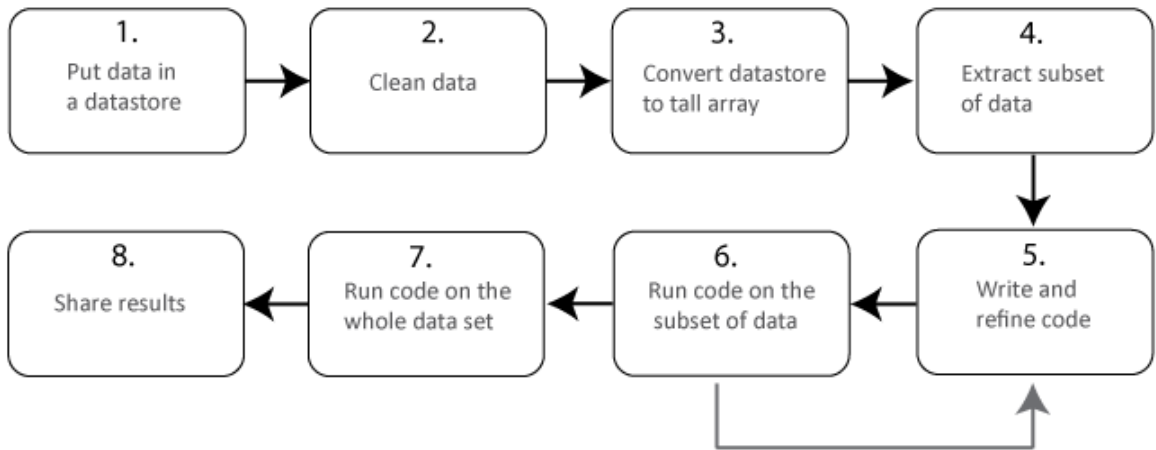 1.
Put data in
a datastore
2.
Clean data
3.
Convert datastore
to tall array
4.
Extract subset
of data
5.
Write and
refine code
6.
Run code on the
subset of data
7.
Run code on the
whole data set
8.
Share results